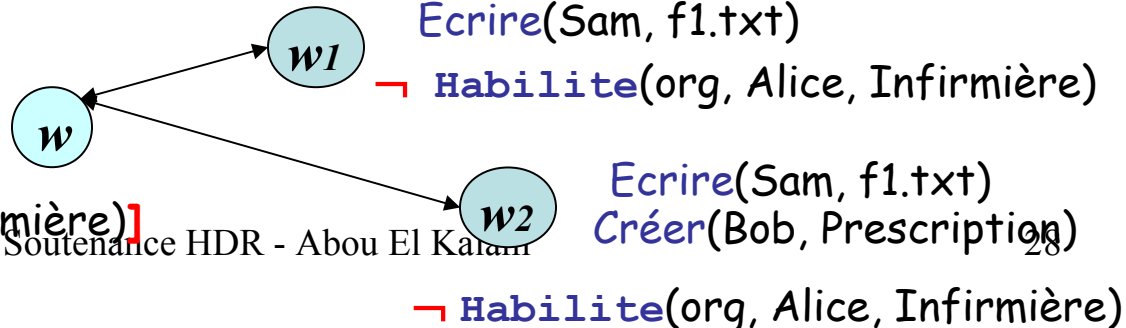 Ecrire(Sam, f1.txt)
w1
¬ Habilite(org, Alice, Infirmière)
w
Ecrire(Sam, f1.txt)
mière)]
w2
Créer(Bob, Prescription)
Soutenance HDR - Abou El Kalam
28
¬ Habilite(org, Alice, Infirmière)